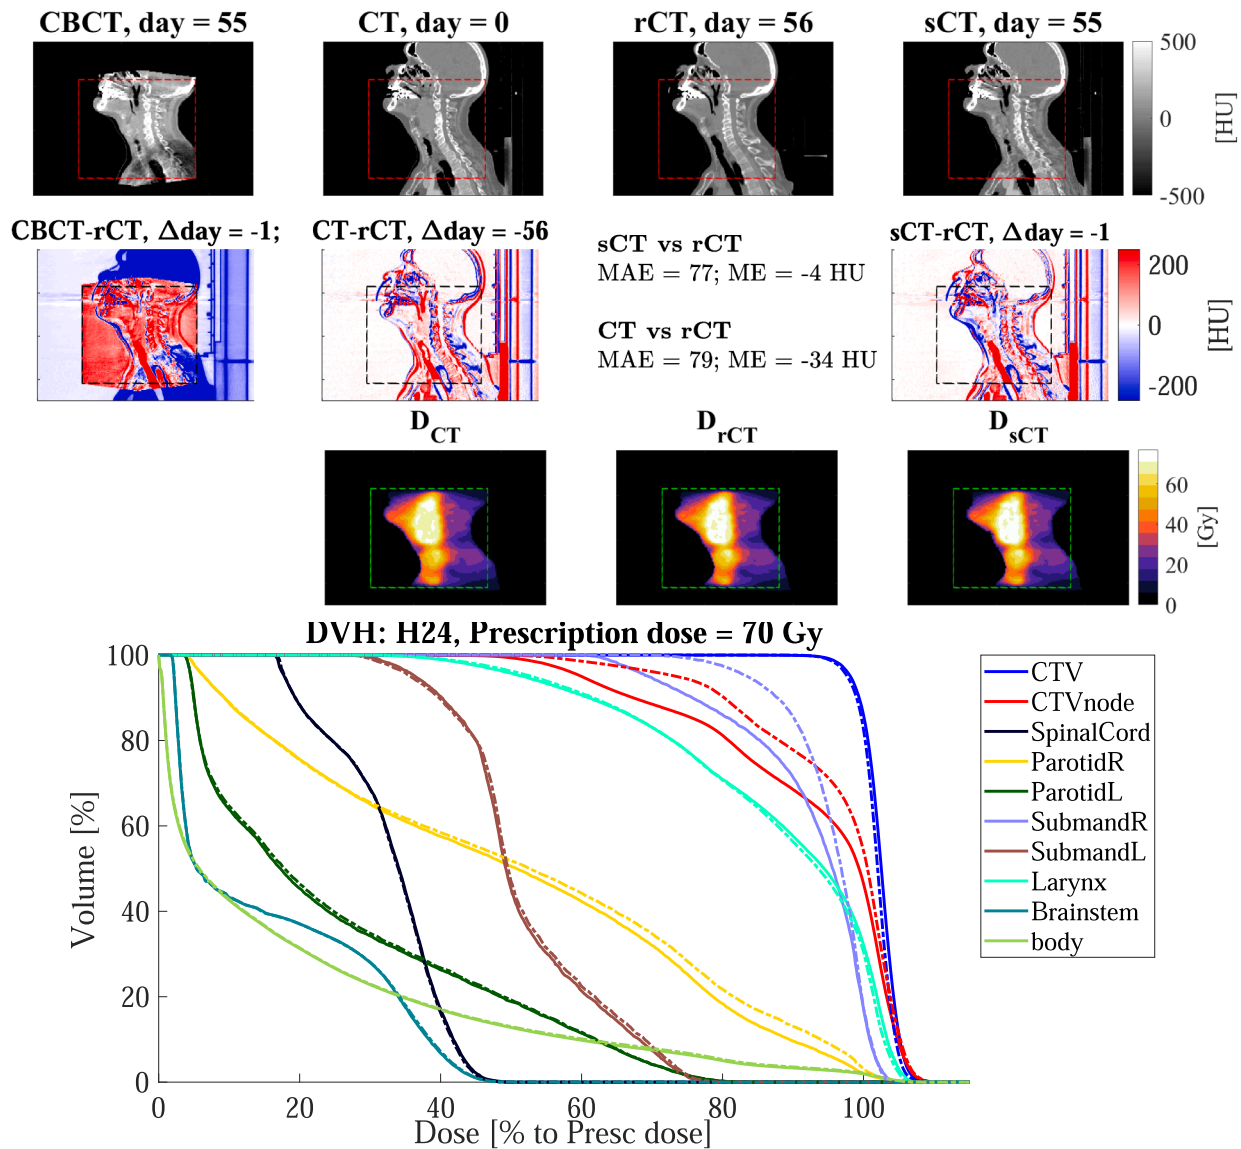 CBCT, day = 55
CT, day = 0
rCT, day = 56
sCT, day = 55
500
0
-500
[HU]
CBCT-rCT, Δday = -1;
CT-rCT, Δday = -56
sCT vs rCT
MAE = 77; ME = -4 HU
CT vs rCT
MAE = 79; ME = -34 HU
sCT-rCT, Δday = -1
200
0
-200
[HU]
D_CT
D_rCT
D_sCT
60
40
20
0
[Gy]
DVH: H24, Prescription dose = 70 Gy
100
80
60
40
20
0
Volume [%]
0 20 40 60 80 100
Dose [% to Presc dose]
CTV
CTVnode
SpinalCord
ParotidR
ParotidL
SubmandR
SubmandL
Larynx
Brainstem
body